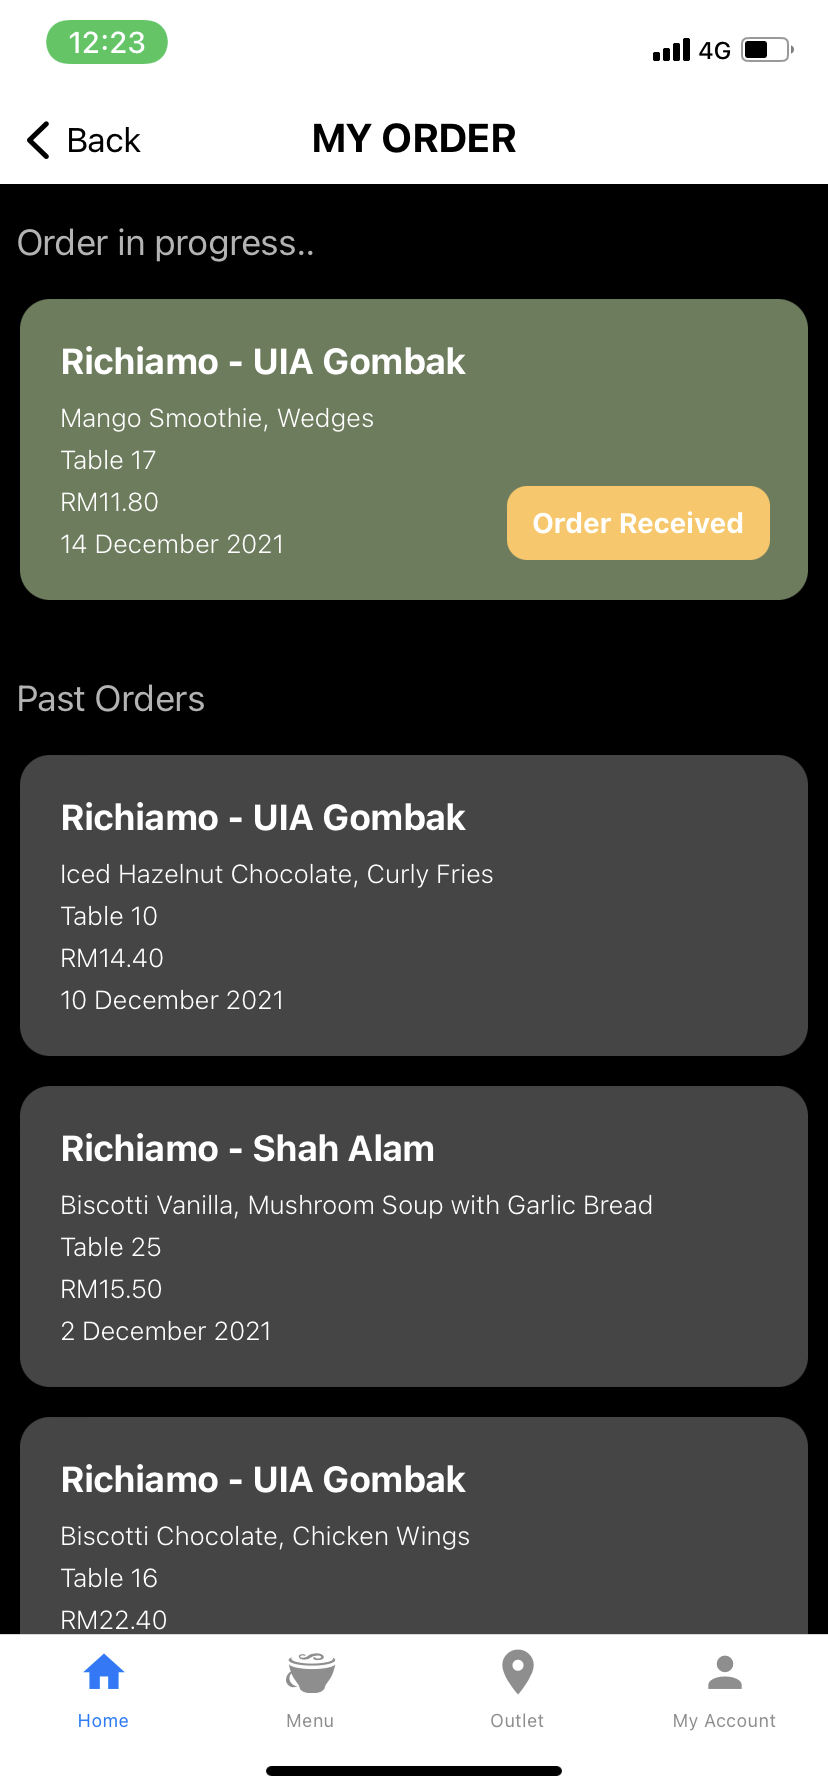 12:23
4G
Back
MY ORDER
Order in progress..
Richiamo - UIA Gombak
Mango Smoothie, Wedges
Table 17
RM11.80
14 December 2021
Order Received
Past Orders
Richiamo - UIA Gombak
Iced Hazelnut Chocolate, Curly Fries
Table 10
RM14.40
10 December 2021
Richiamo - Shah Alam
Biscotti Vanilla, Mushroom Soup with Garlic Bread
Table 25
RM15.50
2 December 2021
Richiamo - UIA Gombak
Biscotti Chocolate, Chicken Wings
Table 16
RM22.40
Home
Menu
Outlet
My Account